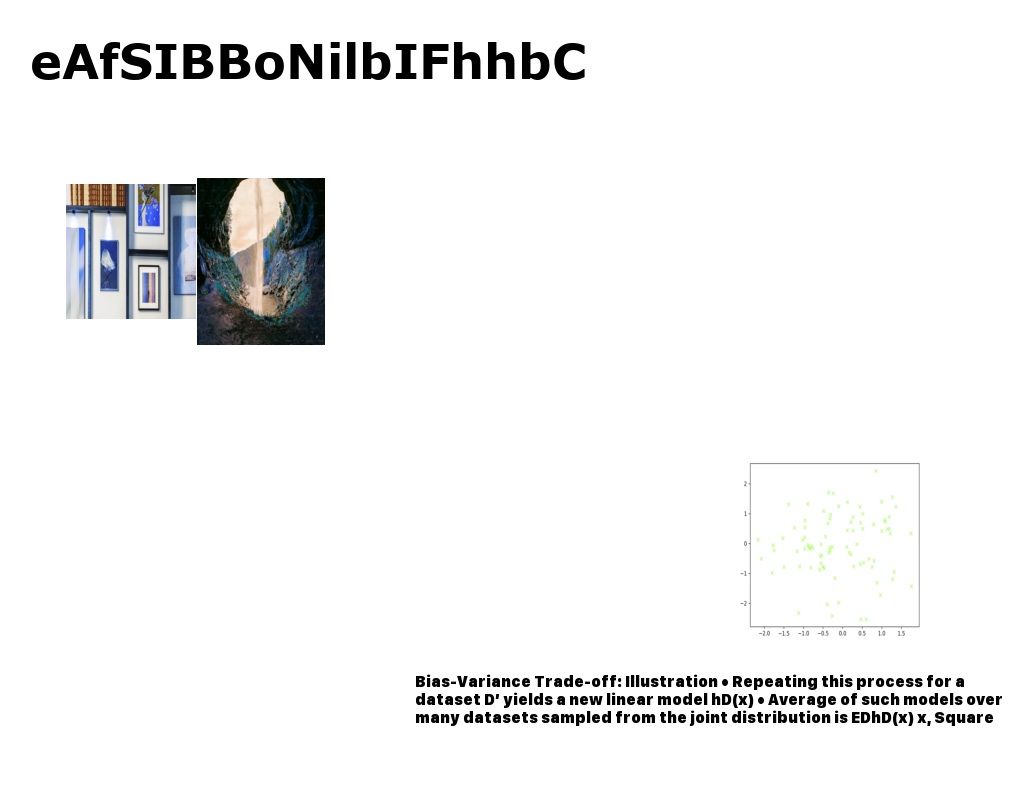 eAfSIBBoNilbIFhhbC
2
1
0
−1
−2
−2.0 −1.5 −1.0 −0.5 0.0 0.5 1.0 1.5
Bias-Variance Trade-off: Illustration • Repeating this process for a
dataset D′ yields a new linear model hD(x) • Average of such models over
many datasets sampled from the joint distribution is EDhD(x) x, Square